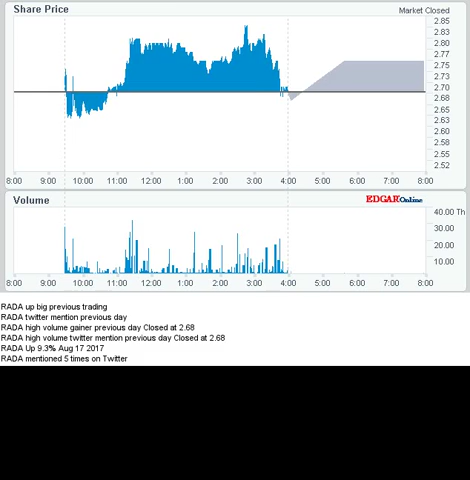 Share Price
Market Closed
2.85
2.83
2.80
2.78
2.75
2.73
2.70
2.68
2.65
2.63
2.60
2.58
2.55
2.52
8:00 9:00 10:00 11:00 12:00 1:00 2:00 3:00 4:00 5:00 6:00 7:00 8:00
Volume
EDGAROnline
40.00 Th
30.00
20.00
10.00
8:00 9:00 10:00 11:00 12:00 1:00 2:00 3:00 4:00 5:00 6:00 7:00 8:00
RADA up big previous trading
RADA twitter mention previous day
RADA high volume gainer previous day Closed at 2.68
RADA high volume twitter mention previous day Closed at 2.68
RADA Up 9.3% Aug 17 2017
RADA mentioned 5 times on Twitter